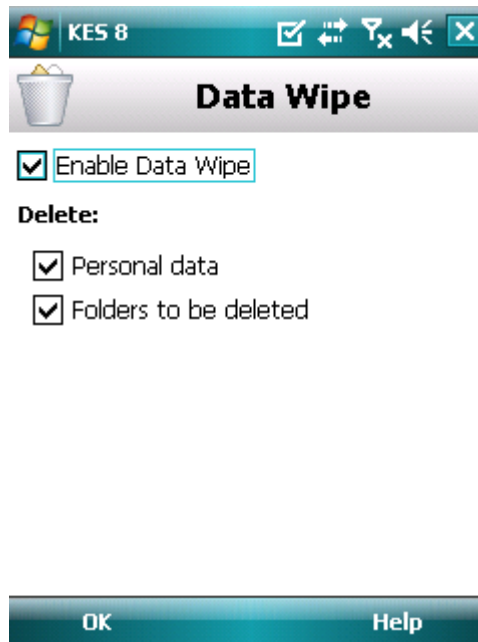 KES 8
Data Wipe
Enable Data Wipe
Delete:
Personal data
Folders to be deleted
OK Help